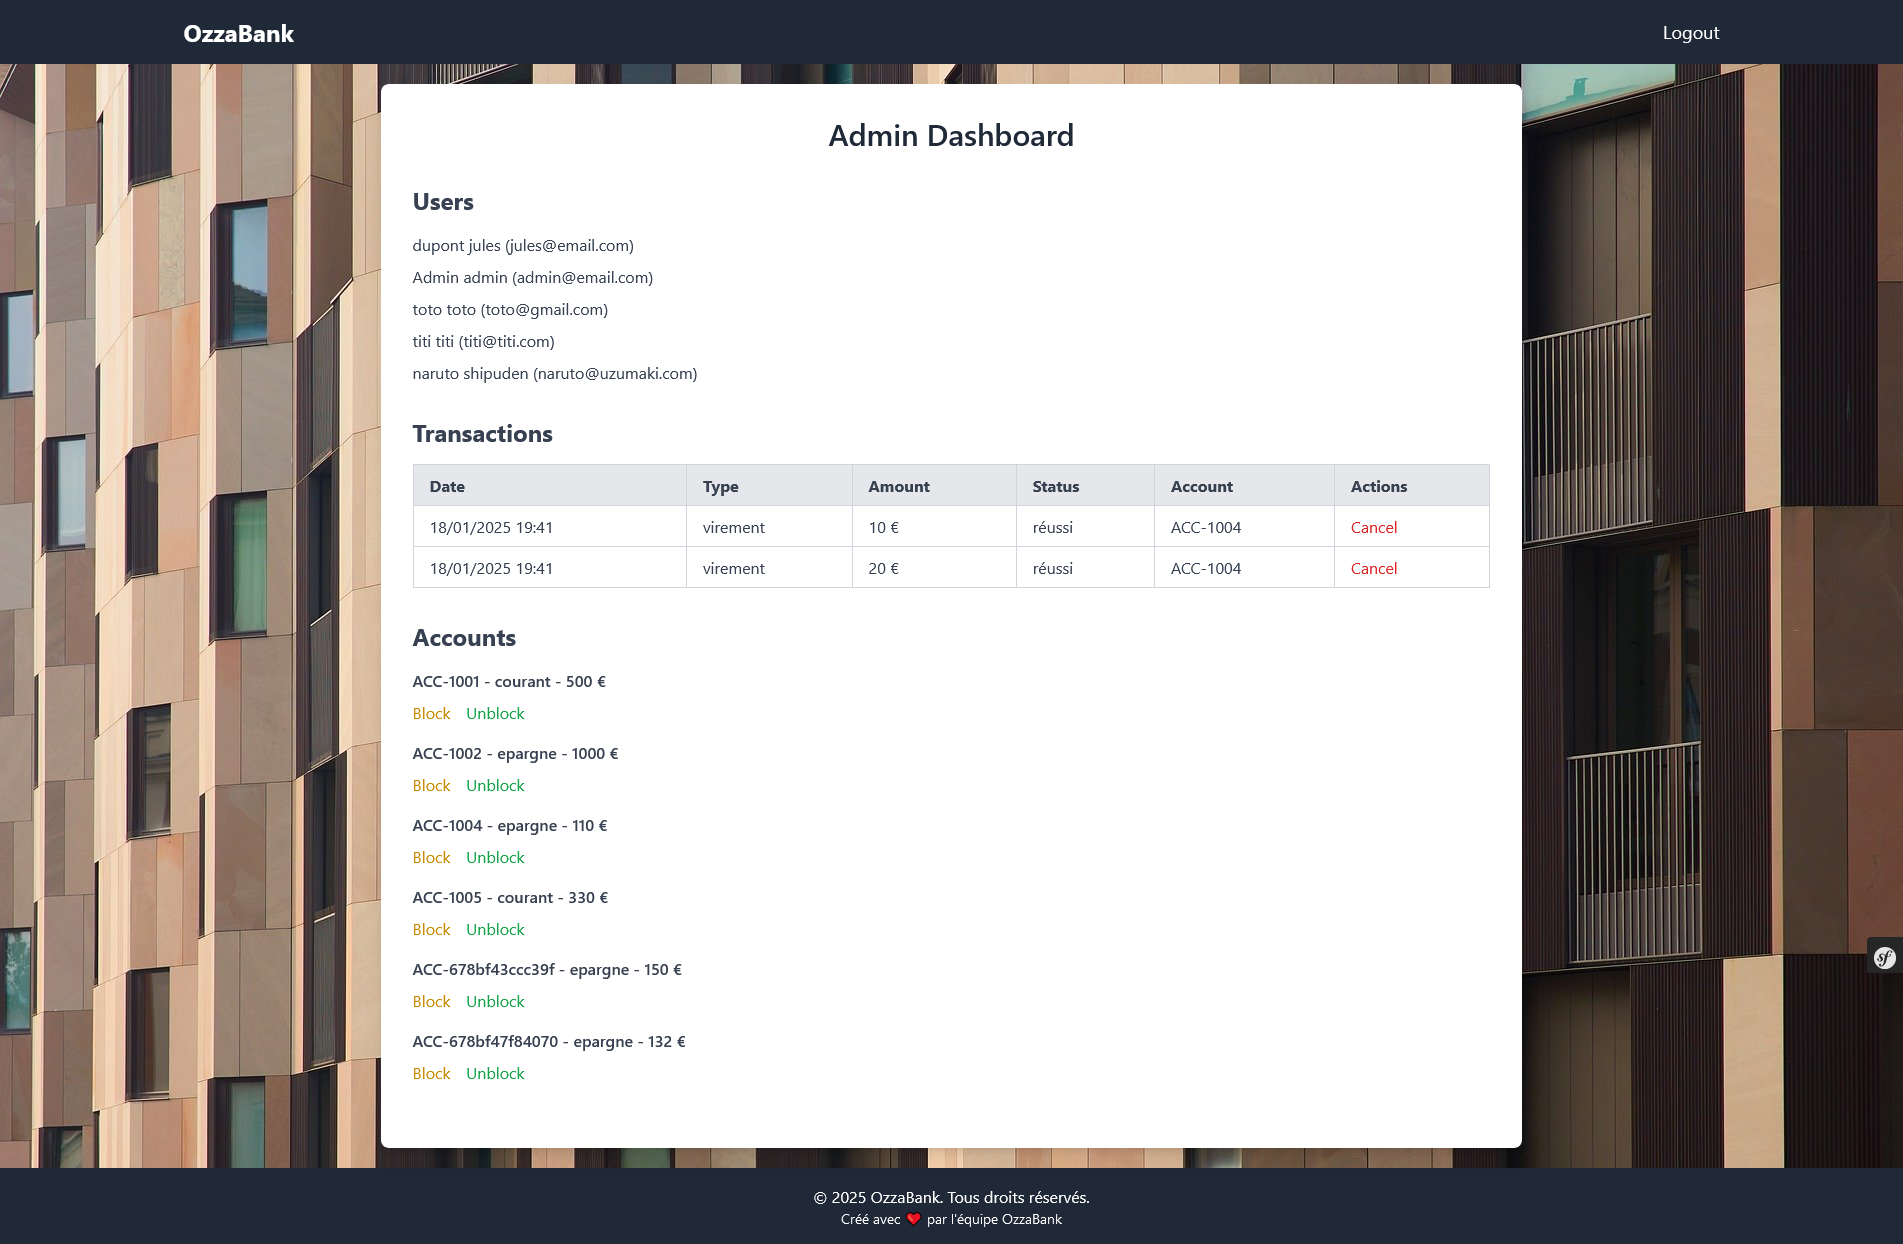 OzzaBank
Logout
Admin Dashboard
Users
dupont jules (jules@email.com)
Admin admin (admin@email.com)
toto toto (toto@gmail.com)
titi titi (titi@titi.com)
naruto shipuden (naruto@uzumaki.com)
Transactions
Date Type Amount Status Account Actions
18/01/2025 19:41 virement 10 € réussi ACC-1004 Cancel
18/01/2025 19:41 virement 20 € réussi ACC-1004 Cancel
Accounts
ACC-1001 - courant - 500 €
Block Unblock
ACC-1002 - epargne - 1000 €
Block Unblock
ACC-1004 - epargne - 110 €
Block Unblock
ACC-1005 - courant - 330 €
Block Unblock
ACC-678bf43ccc39f - epargne - 150 €
Block Unblock
ACC-678bf47f84070 - epargne - 132 €
Block Unblock
sf
© 2025 OzzaBank. Tous droits réservés.
Créé avec ❤️ par l'équipe OzzaBank